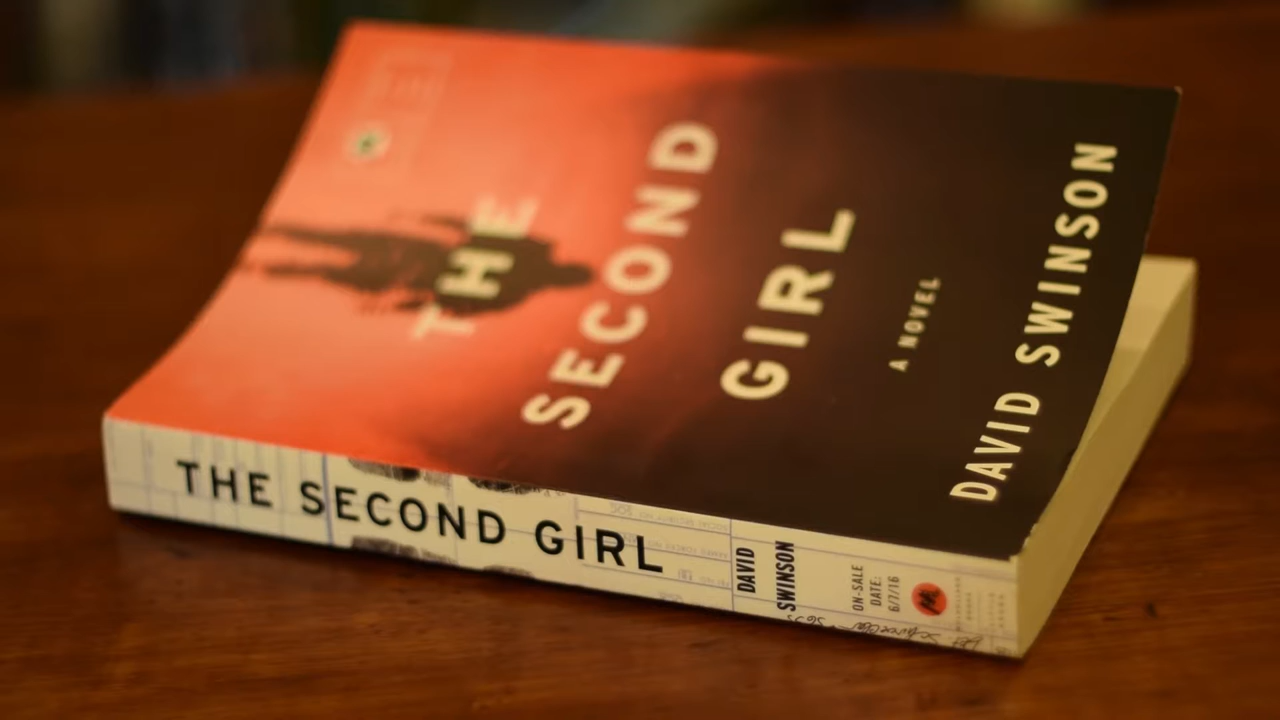 THE
SECOND
GIRL
A NOVEL
DAVID SWINSON
THE SECOND GIRL
DAVID
SWINSON
ON-SALE
DATE:
6/7/16